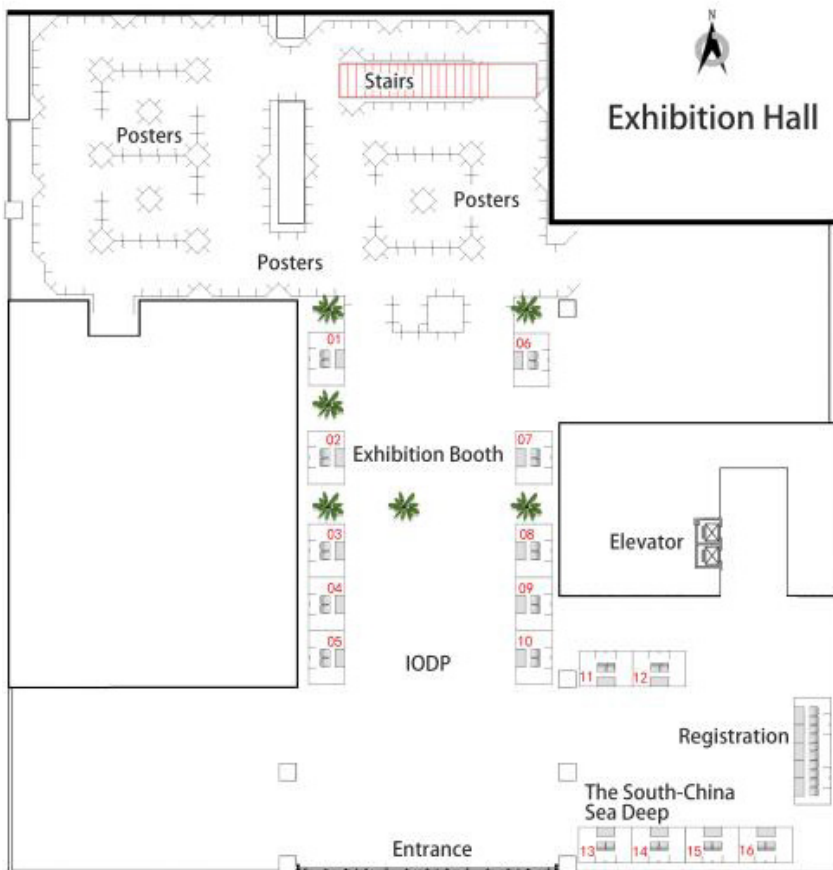 N
Stairs
Exhibition Hall
Posters
Posters
Posters
01
06
02
Exhibition Booth
07
03
08
Elevator
04
09
05
IODP
10
11
12
Registration
The South-China
Sea Deep
Entrance
13
14
15
16